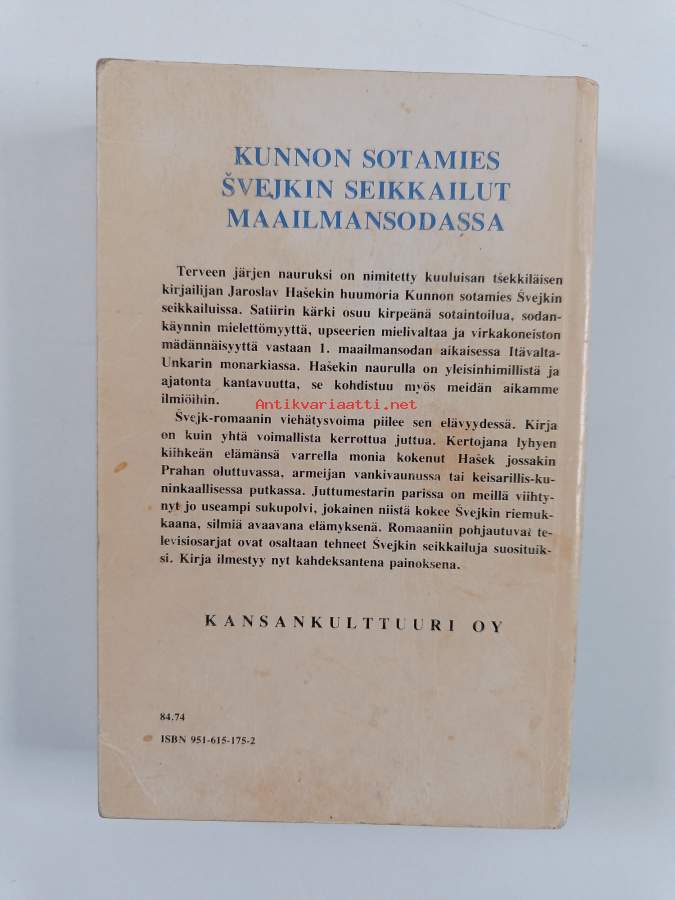 KUNNON SOTAMIES
ŠVEJKIN SEIKKAILUT
MAAILMANSODASSA
Terveen järjen nauruksi on nimitetty kuuluisan tšekkiläisen
kirjailijan Jaroslav Hašekin huumoria Kunnon sotamies Švejkin
seikkailuissa. Satiirin kärki osuu kirpeänä sotaintoilua, sodan-
käynnin mielettömyyttä, upseerien mielivaltaa ja virkakoneiston
mädännäisyyttä vastaan 1. maailmansodan aikaisessa Itävalta-
Unkarin monarkiassa. Hašekin naurulla on yleisinhimillistä ja
ajatonta kantavuutta, se kohdistuu myös meidän aikamme
ilmiöihin.
Antikvariaatti.net
Švejk-romaanin viehätysvoima piilee sen elävyydessä. Kirja
on kuin yhtä voimallista kerrottua juttua. Kertojana lyhyen
kiihkeän elämänsä varrella monia kokenut Hašek jossakin
Prahan oluttuvassa, armeijan vankivaunussa tai keisarillis-ku-
ninkaallisessa putkassa. Juttumestarin parissa on meillä viihty-
nyt jo useampi sukupolvi, jokainen niistä kokee Švejkin riemuk-
kaana, silmiä avaavana elämyksenä. Romaaniin pohjautuvat te-
levisiosarjat ovat osaltaan tehneet Švejkin seikkailuja suosituik-
si. Kirja ilmestyy nyt kahdeksantena painoksena.
KANSANKULTTUURI OY
84.74
ISBN 951-615-175-2